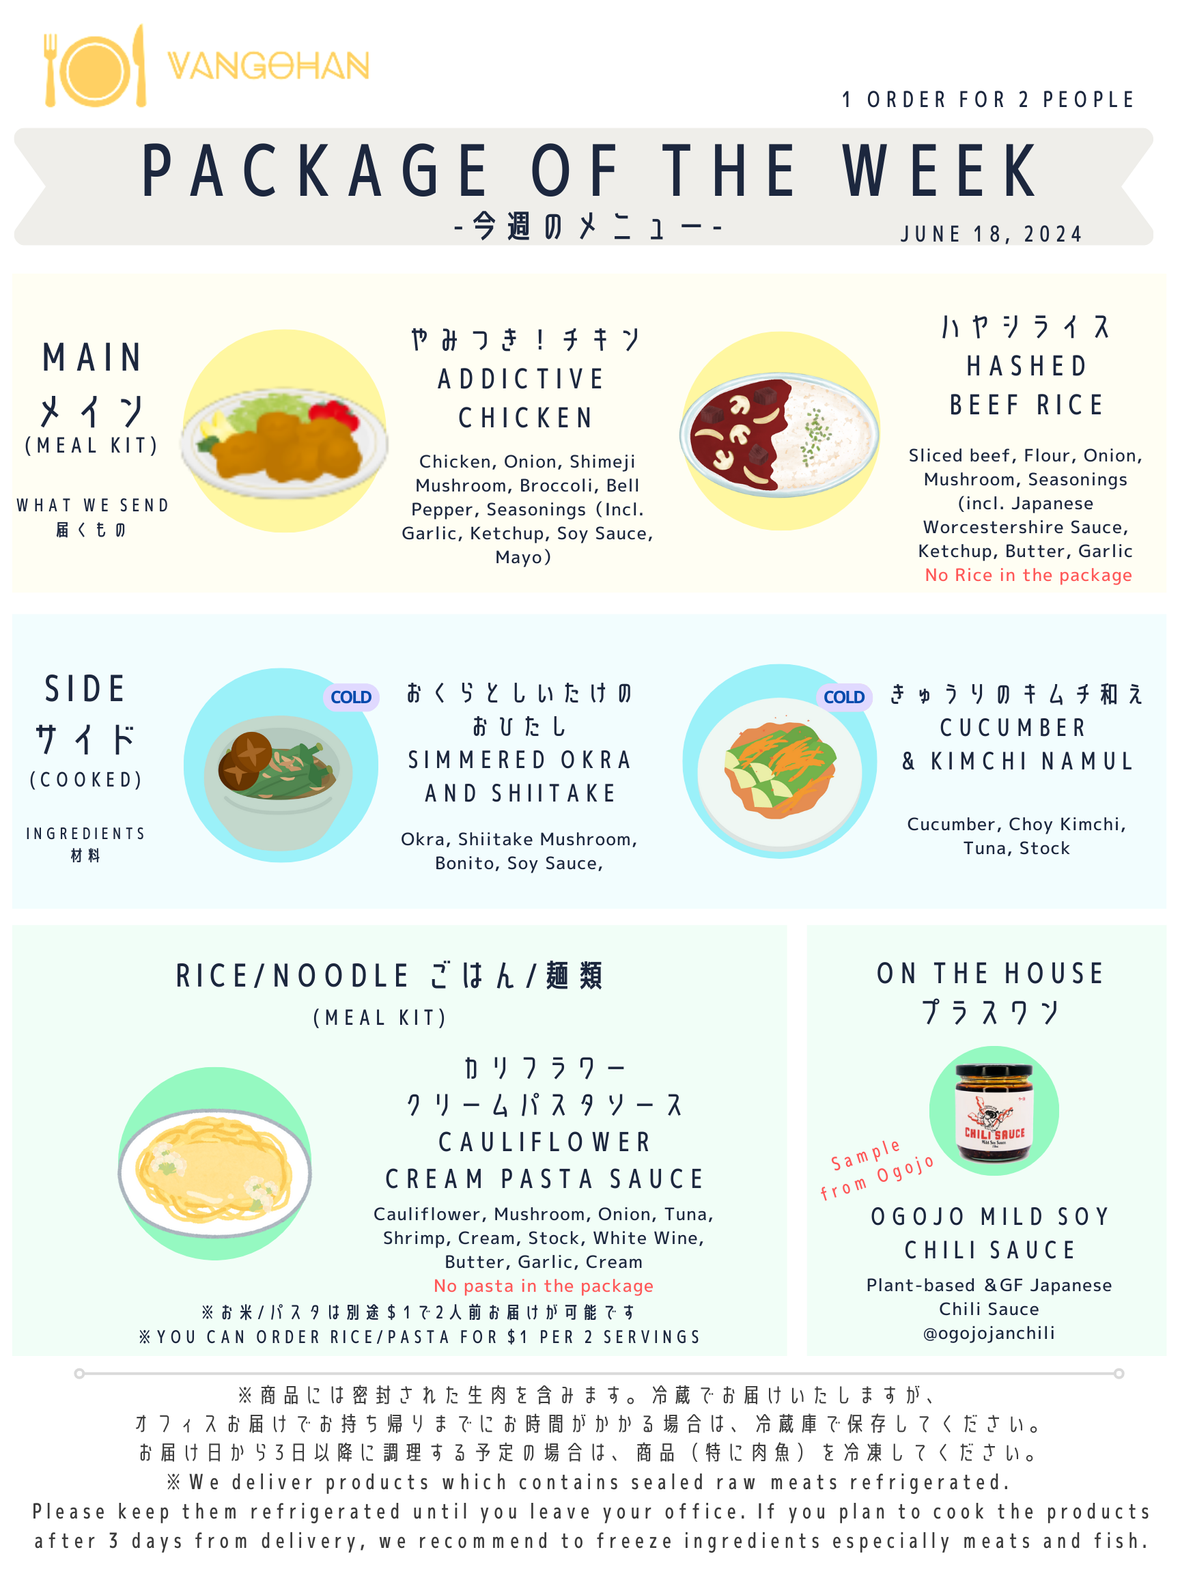 VANGOHAN
1 ORDER FOR 2 PEOPLE
PACKAGE OF THE WEEK
-今週のメニュー-
JUNE 18, 2024
MAIN
メイン
(MEAL KIT)
WHAT WE SEND
届くもの
やみつき！チキン
ADDICTIVE
CHICKEN
Chicken, Onion, Shimeji
Mushroom, Broccoli, Bell
Pepper, Seasonings (Incl.
Garlic, Ketchup, Soy Sauce,
Mayo)
ハヤシライス
HASHED
BEEF RICE
Sliced beef, Flour, Onion,
Mushroom, Seasonings
(incl. Japanese
Worcestershire Sauce,
Ketchup, Butter, Garlic
No Rice in the package
SIDE
サイド
(COOKED)
INGREDIENTS
材料
COLD
おくらとしいたけの
おひたし
SIMMERED OKRA
AND SHIITAKE
Okra, Shiitake Mushroom,
Bonito, Soy Sauce,
COLD
きゅうりのキムチ和え
CUCUMBER
& KIMCHI NAMUL
Cucumber, Choy Kimchi,
Tuna, Stock
RICE/NOODLE ごはん/麺類
(MEAL KIT)
カリフラワー
クリームパスタソース
CAULIFLOWER
CREAM PASTA SAUCE
Cauliflower, Mushroom, Onion, Tuna,
Shrimp, Cream, Stock, White Wine,
Butter, Garlic, Cream
No pasta in the package
※お米/パスタは別途$1で2人前お届けが可能です
※YOU CAN ORDER RICE/PASTA FOR $1 PER 2 SERVINGS
ON THE HOUSE
プラスワン
CHILI SAUCE
Mild Soy Sauce
Sample
from Ogojo
OGOJO MILD SOY
CHILI SAUCE
Plant-based &GF Japanese
Chili Sauce
@ogojojanchili
※商品には密封された生肉を含みます。冷蔵でお届けいたしますが、
オフィスお届けでお持ち帰りまでにお時間がかかる場合は、冷蔵庫で保存してください。
お届け日から3日以降に調理する予定の場合は、商品（特に肉魚）を冷凍してください。
※We deliver products which contains sealed raw meats refrigerated.
Please keep them refrigerated until you leave your office. If you plan to cook the products
after 3 days from delivery, we recommend to freeze ingredients especially meats and fish.